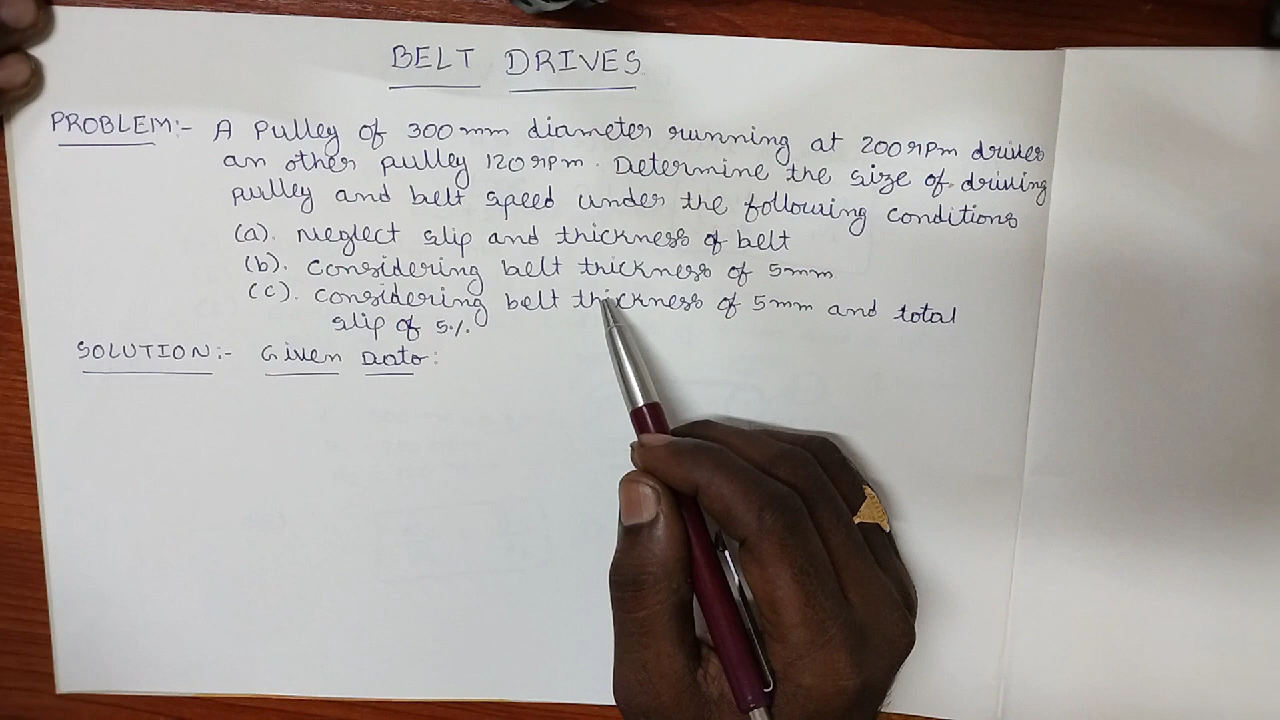 BELT DRIVES
PROBLEM:- A Pulley of 300mm diameter running at 200rpm drives
an other pulley 120rpm. Determine the size of driving
pulley and belt speed under the following conditions
(a). Neglect slip and thickness of belt
(b). Considering belt thickness of 5mm
(c). Considering belt thickness of 5mm and total
slip of 5%
SOLUTION:- Given Data: